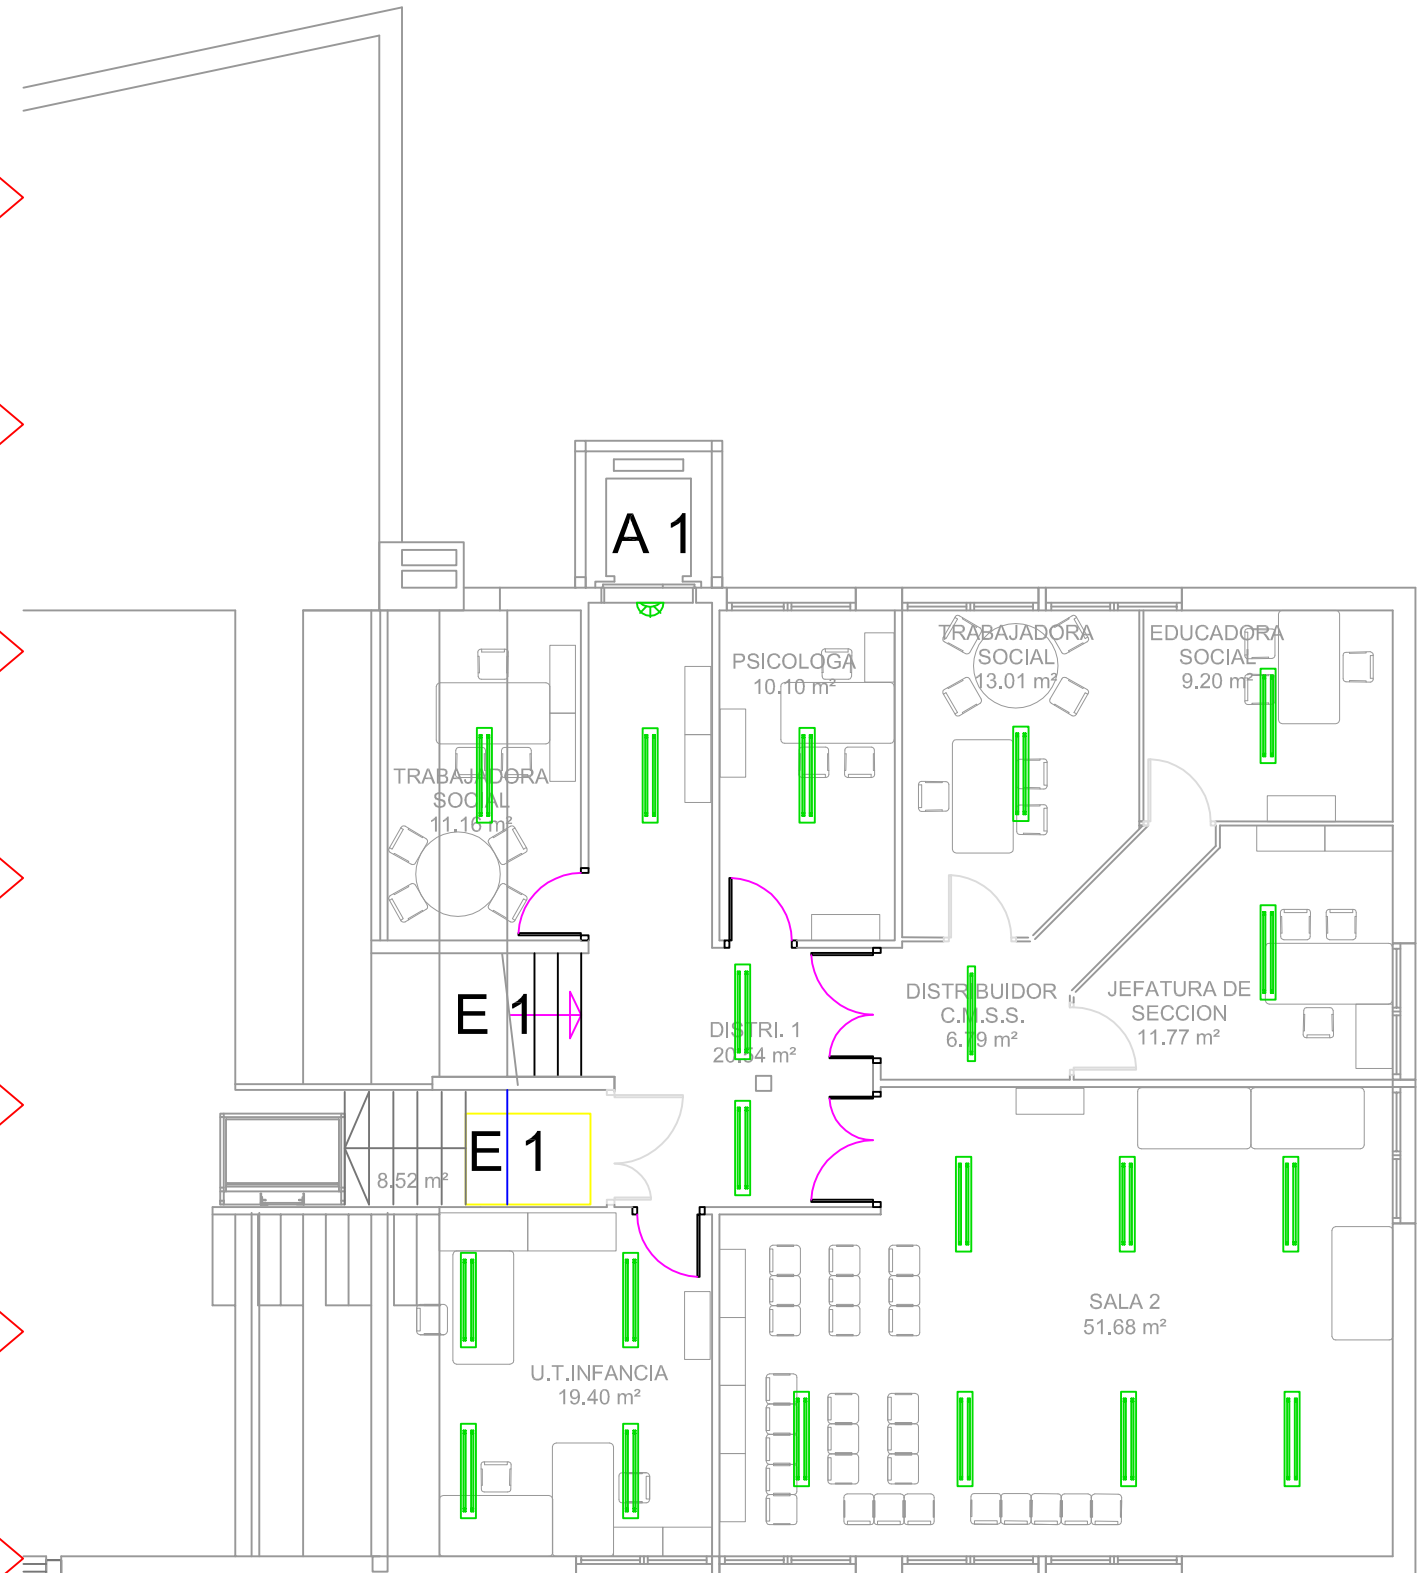 A 1
TRABAJADORA
SOCIAL
13.01 m²
EDUCADORA
SOCIAL
9.20 m²
PSICOLOGA
10.10 m²
TRABAJADORA
SOCIAL
11.16 m²
E 1
DISTRI. 1
20.54 m²
DISTRIBUIDOR
C.M.S.S.
6.79 m²
JEFATURA DE
SECCION
11.77 m²
E 1
8.52 m²
SALA 2
51.68 m²
U.T.INFANCIA
19.40 m²